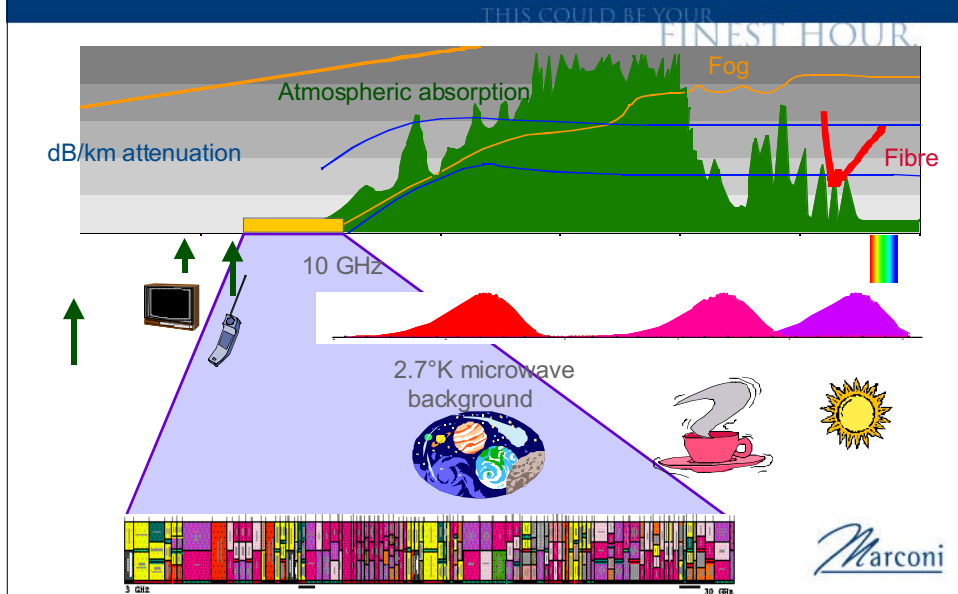 THIS COULD BE YOUR
FINEST HOUR.
Fog
Atmospheric absorption
dB/km attenuation
Fibre
10 GHz
2.7°K microwave
background
Marconi
3 GHz
30 GHz